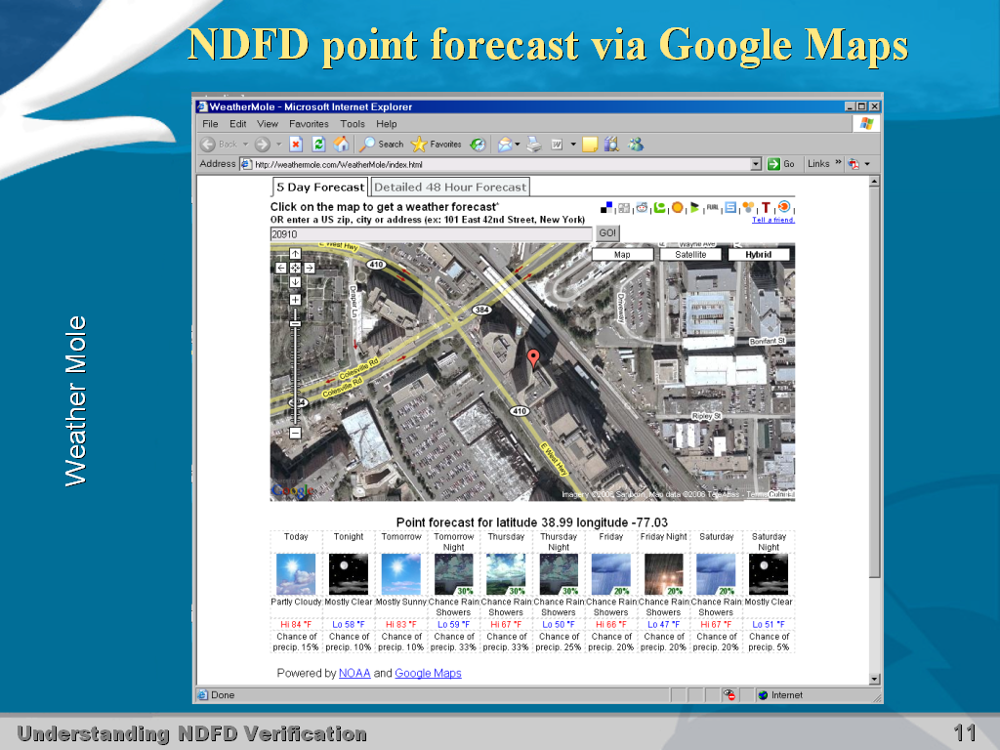 NDFD point forecast via Google Maps
WeatherMole - Microsoft Internet Explorer
File Edit View Favorites Tools Help
Back Search Favorites
Address http://weathermole.com/WeatherMole/index.html Go Links »
5 Day Forecast Detailed 48 Hour Forecast
Click on the map to get a weather forecast*
OR enter a US zip, city or address (ex: 101 East 42nd Street, New York)
Tell a friend.
20910 GO!
E West Hwy
Wayne Ave
Map Satellite Hybrid
410
Draper Ln
Driveway
384
Bonifant St
Colesville Rd
Colesville Rd
410
Ripley St
E West Hwy
Google
Weather Mole
Point forecast for latitude 38.99 longitude -77.03
Today Tonight Tomorrow Tomorrow Night Thursday Thursday Night Friday Friday Night Saturday Saturday Night
30% 30% 30% 20% 20% 20%
Partly Cloudy Mostly Clear Mostly Sunny Chance Rain Showers Chance Rain Showers Chance Rain Showers Chance Rain Showers Chance Rain Showers Chance Rain Showers Mostly Clear
Hi 84 °F Lo 58 °F Hi 83 °F Lo 59 °F Hi 67 °F Lo 50 °F Hi 66 °F Lo 47 °F Hi 67 °F Lo 51 °F
Chance of precip. 15% Chance of precip. 10% Chance of precip. 10% Chance of precip. 33% Chance of precip. 33% Chance of precip. 25% Chance of precip. 20% Chance of precip. 20% Chance of precip. 20% Chance of precip. 5%
Powered by NOAA and Google Maps
Done Internet
Understanding NDFD Verification 11